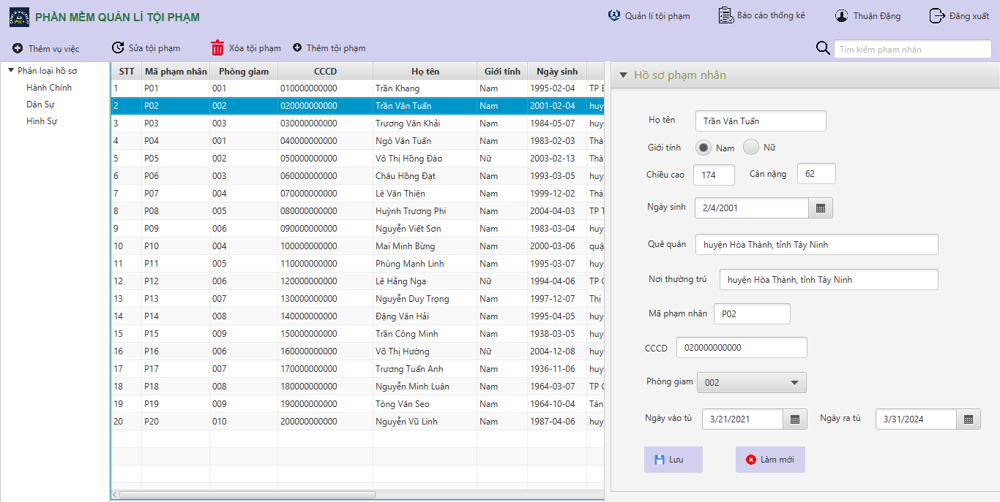 PHẦN MỀM QUẢN LÍ TỘI PHẠM
Quản lí tội phạm
Báo cáo thống kê
Thuận Đặng
Đăng xuất
Thêm vụ việc
Sửa tội phạm
Xóa tội phạm
Thêm tội phạm
Tìm kiếm phạm nhân
Phân loại hồ sơ
Hành Chính
Dân Sự
Hình Sự
STT Mã phạm nhân Phòng giam CCCD Họ tên Giới tính Ngày sinh
1 P01 001 010000000000 Trần Khang Nam 1995-02-04 TP
2 P02 002 020000000000 Trần Văn Tuấn Nam 2001-02-04 huy
3 P03 003 030000000000 Trương Văn Khải Nam 1984-05-07 huy
4 P04 001 040000000000 Ngô Văn Tuấn Nam 1983-02-03 Thà
5 P05 002 050000000000 Võ Thị Hồng Đào Nữ 2003-02-13 Thà
6 P06 003 060000000000 Châu Hồng Đạt Nam 1993-03-05 huy
7 P07 004 070000000000 Lê Văn Thiện Nam 1999-12-02 Thà
8 P08 005 080000000000 Huỳnh Trương Phi Nam 2004-04-03 TP T
9 P09 006 090000000000 Nguyễn Viết Sơn Nam 1983-03-04 huy
10 P10 004 100000000000 Mai Minh Bừng Nam 2000-03-06 quậ
11 P11 005 110000000000 Phùng Mạnh Linh Nam 1995-03-07 huy
12 P12 006 120000000000 Lê Hằng Nga Nữ 1994-04-06 TP
13 P13 007 130000000000 Nguyễn Duy Trọng Nam 1997-12-07 Thị
14 P14 008 140000000000 Đặng Văn Hải Nam 1995-04-05 huy
15 P15 009 150000000000 Trần Công Minh Nam 1938-03-05 huy
16 P16 006 160000000000 Võ Thị Hường Nữ 2004-12-08 huy
17 P17 007 170000000000 Trương Tuấn Anh Nam 1936-11-06 huy
18 P18 008 180000000000 Nguyễn Minh Luân Nam 1964-03-07 TP
19 P19 009 190000000000 Tòng Văn Seo Nam 1964-10-04 Tân
20 P20 010 200000000000 Nguyễn Vũ Linh Nam 1987-04-06 huy
Hồ sơ phạm nhân
Họ tên Trần Văn Tuấn
Giới tính Nam Nữ
Chiều cao 174 Cân nặng 62
Ngày sinh 2/4/2001
Quê quán huyện Hòa Thành, tỉnh Tây Ninh
Nơi thường trú huyện Hòa Thành, tỉnh Tây Ninh
Mã phạm nhân P02
CCCD 020000000000
Phòng giam 002
Ngày vào tù 3/21/2021 Ngày ra tù 3/31/2024
Lưu Làm mới